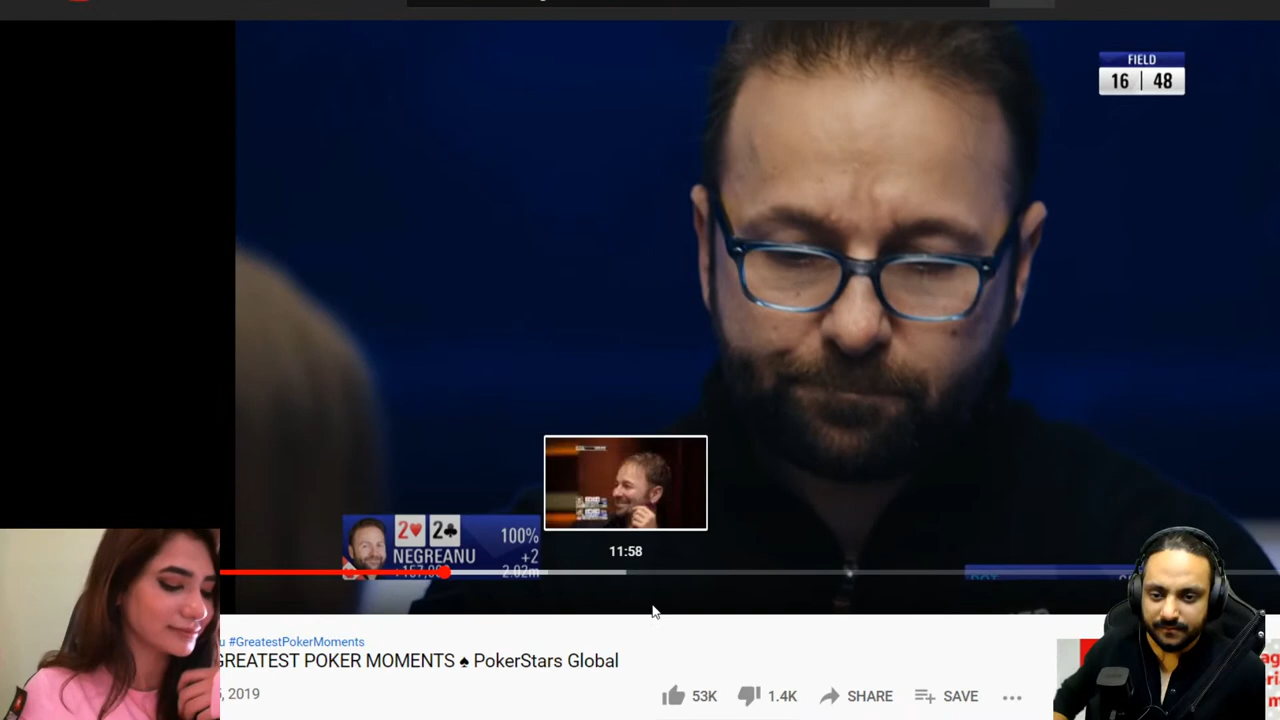 FIELD
16 | 48
2♥ 2♣ 100%
NEGREANU +2
2.02m
11:58
#GreatestPokerMoments
GREATEST POKER MOMENTS ♠ PokerStars Global
, 2019
53K 1.4K SHARE SAVE ...